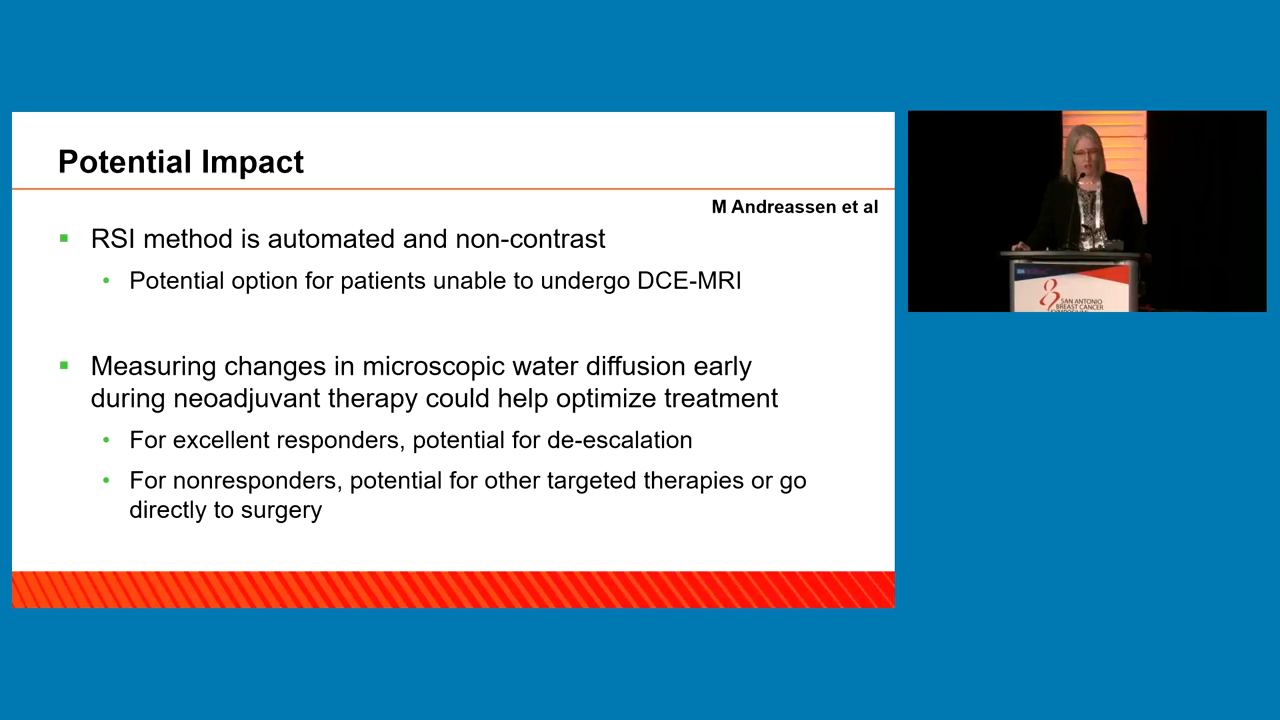 Potential Impact
M Andreassen et al
RSI method is automated and non-contrast
Potential option for patients unable to undergo DCE-MRI
Measuring changes in microscopic water diffusion early
during neoadjuvant therapy could help optimize treatment
For excellent responders, potential for de-escalation
For nonresponders, potential for other targeted therapies or go
directly to surgery
SAN ANTONIO
BREAST CANCER
SYMPOSIUM